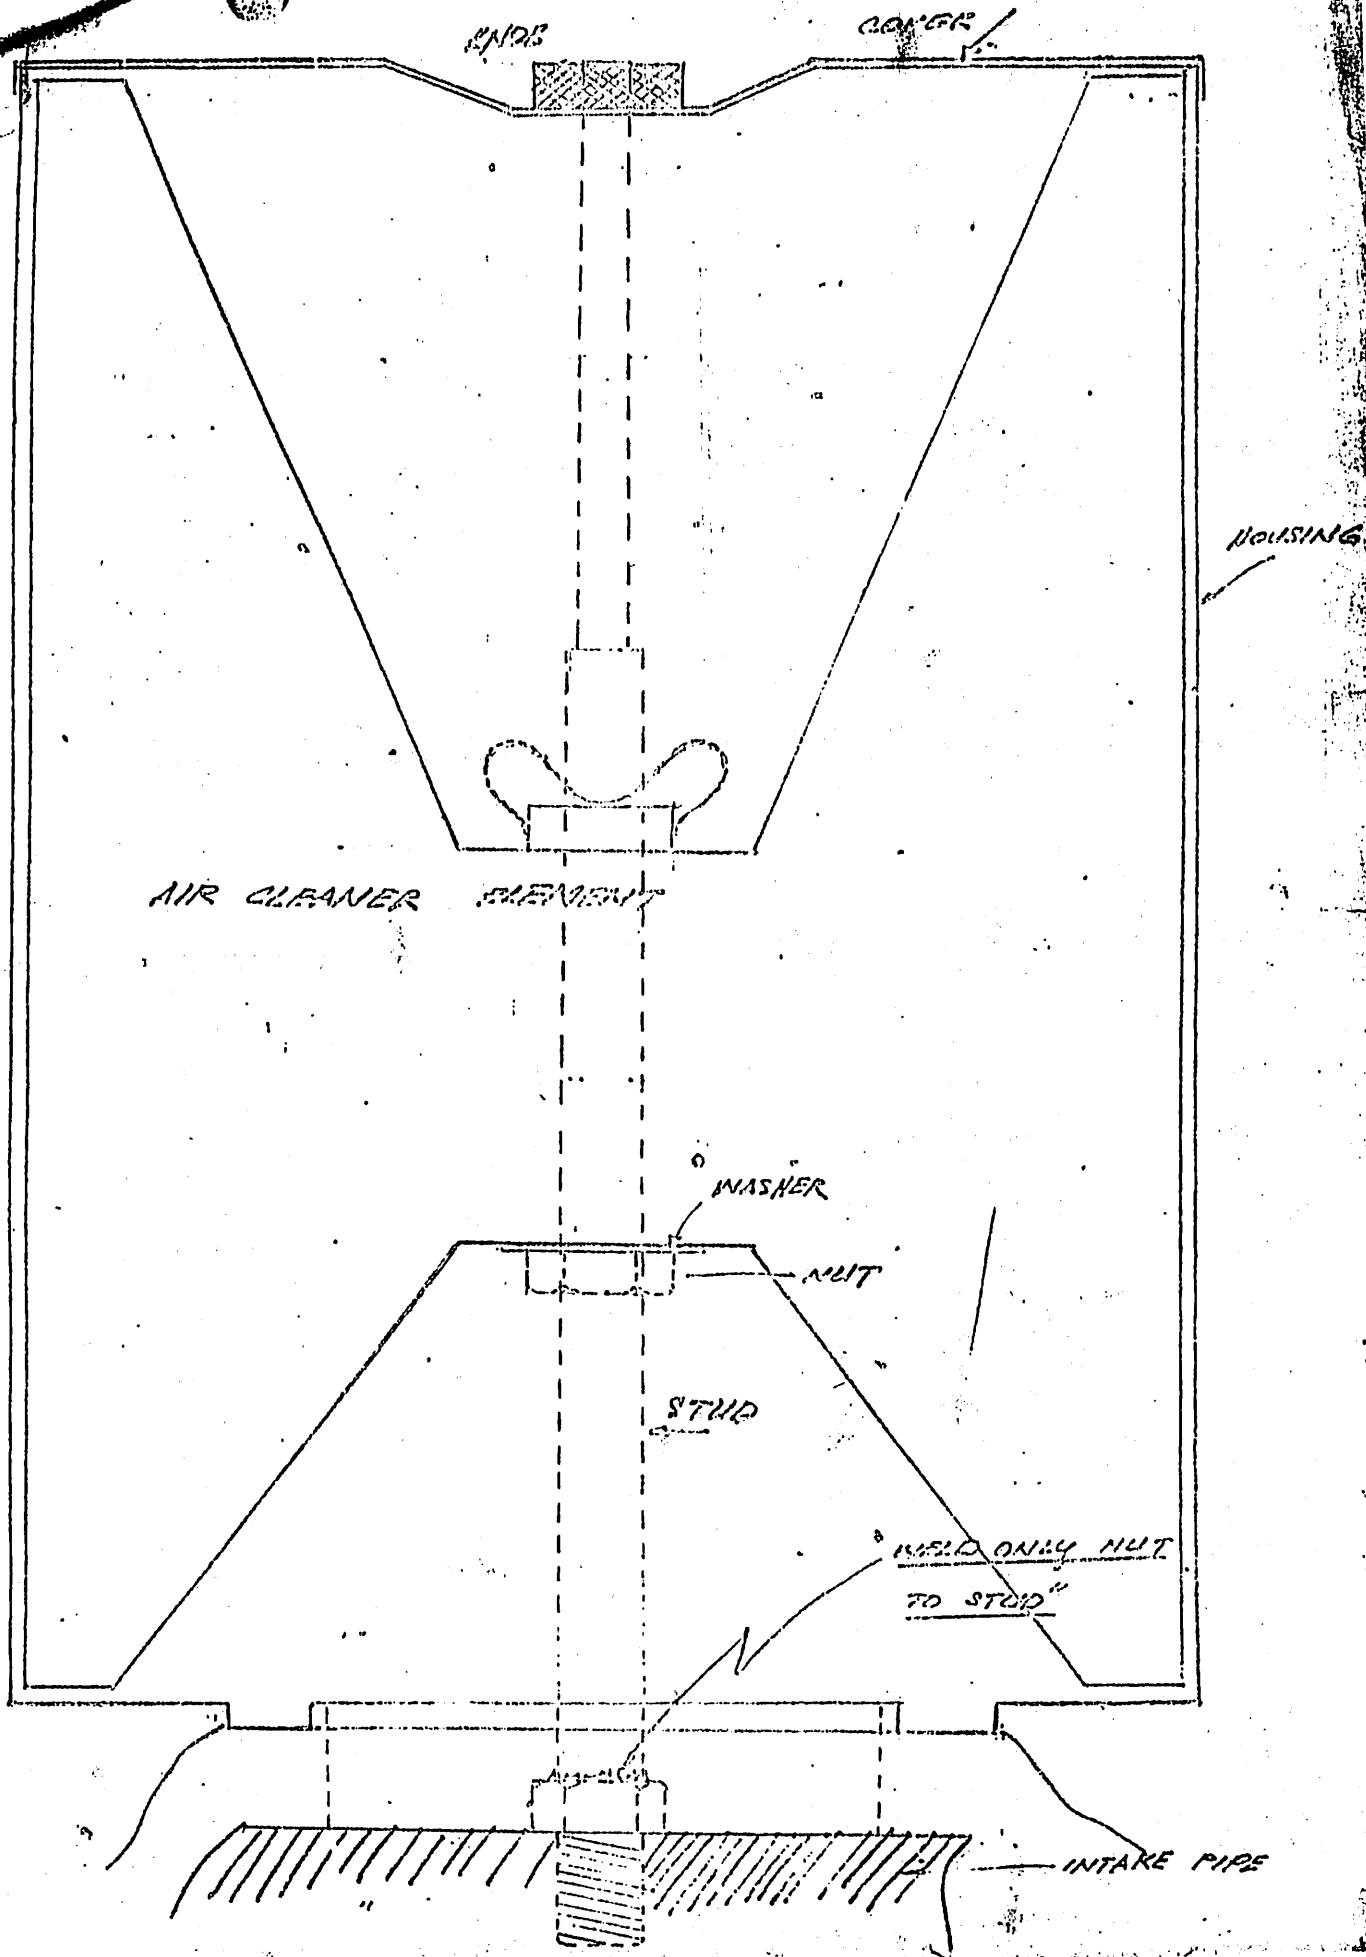 KNOB
COVER
HOUSING
AIR CLEANER ELEMENT
WASHER
NUT
STUD
"WELD ONLY NUT
TO STUD"
INTAKE PIPE